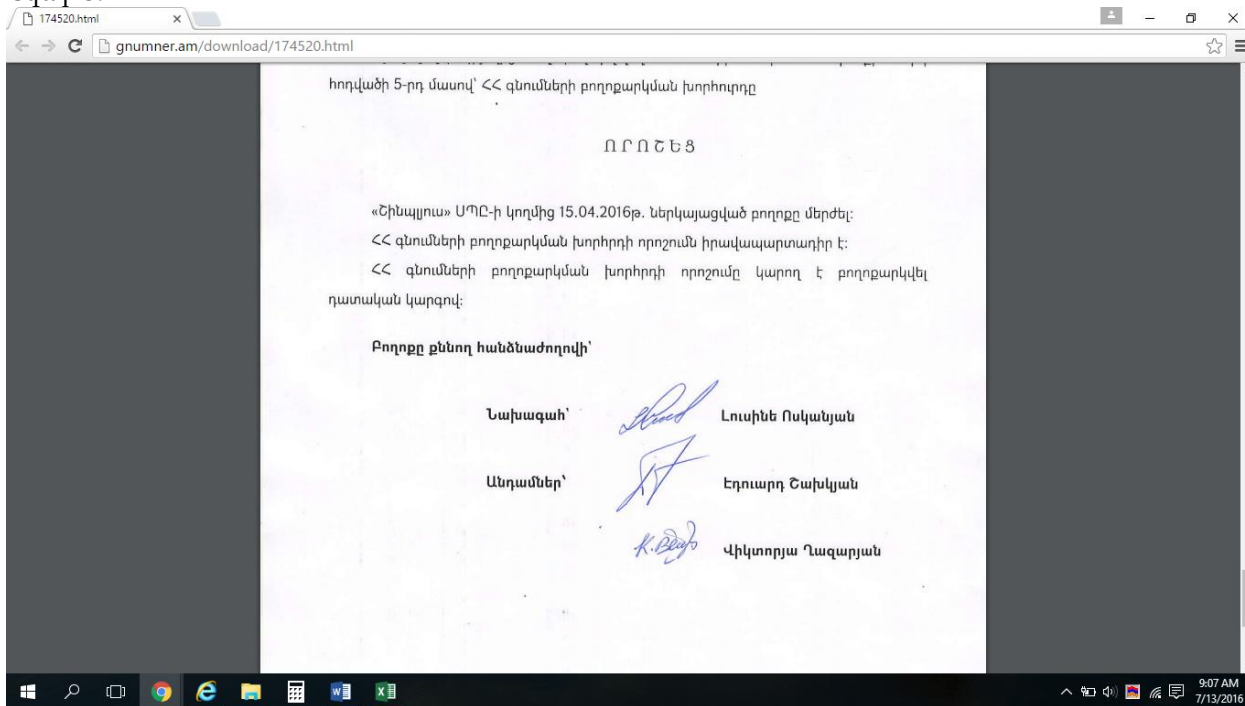 174520.html
gnumner.am/download/174520.html
հոդվածի 5-րդ մասով՝ ՀՀ գնումների բողոքարկման խորհուրդը
ՈՐՈՇԵՑ
«Շինպլյուս» ՍՊԸ-ի կողմից 15.04.2016թ. ներկայացված բողոքը մերժել:
ՀՀ գնումների բողոքարկման խորհրդի որոշումն իրավապարտադիր է:
ՀՀ գնումների բողոքարկման խորհրդի որոշումը կարող է բողոքարկվել
դատական կարգով:
Բողոքը քննող հանձնաժողովի՝
Նախագահ՝ Լուսինե Ոսկանյան
Անդամներ՝ Էդուարդ Շախկյան
Վիկտորյա Ղազարյան
9:07 AM
7/13/2016